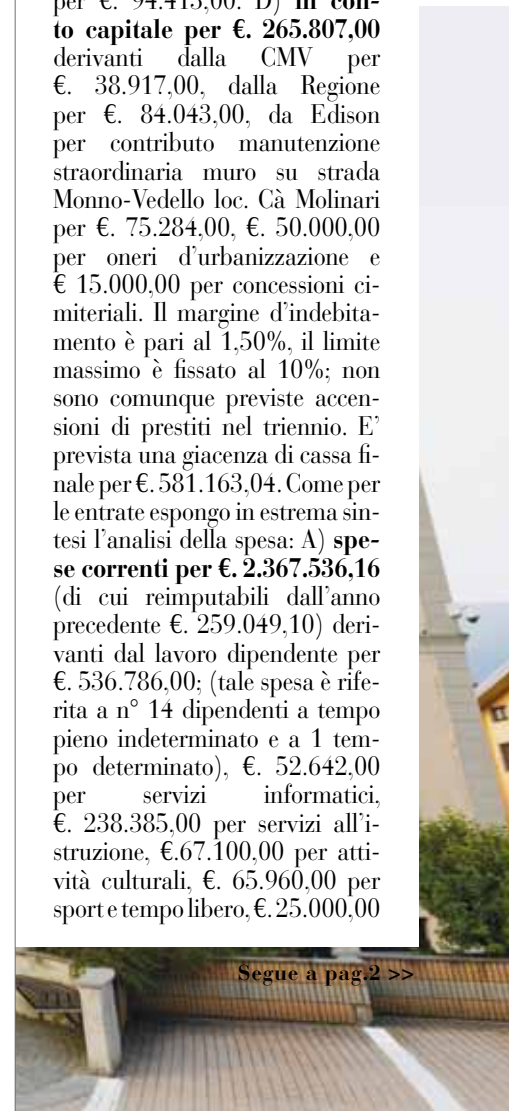 per €. 94.415,00. D) in con-
to capitale per €. 265.807,00
derivanti dalla CMV per
€. 38.917,00, dalla Regione
per €. 84.043,00, da Edison
per contributo manutenzione
straordinaria muro su strada
Monno-Vedello loc. Cà Molinari
per €. 75.284,00, €. 50.000,00
per oneri d'urbanizzazione e
€ 15.000,00 per concessioni ci-
miteriali. Il margine d'indebita-
mento è pari al 1,50%, il limite
massimo è fissato al 10%; non
sono comunque previste accen-
sioni di prestiti nel triennio. E'
prevista una giacenza di cassa fi-
nale per €. 581.163,04. Come per
le entrate espongo in estrema sin-
tesi l'analisi della spesa: A) spe-
se correnti per €. 2.367.536,16
(di cui reimputabili dall'anno
precedente €. 259.049,10) deri-
vanti dal lavoro dipendente per
€. 536.786,00; (tale spesa è rife-
rita a n° 14 dipendenti a tempo
pieno indeterminato e a 1 tem-
po determinato), €. 52.642,00
per servizi informatici,
€. 238.385,00 per servizi all'i-
struzione, €.67.100,00 per atti-
vità culturali, €. 65.960,00 per
sport e tempo libero, €. 25.000,00
Segue a pag.2 >>